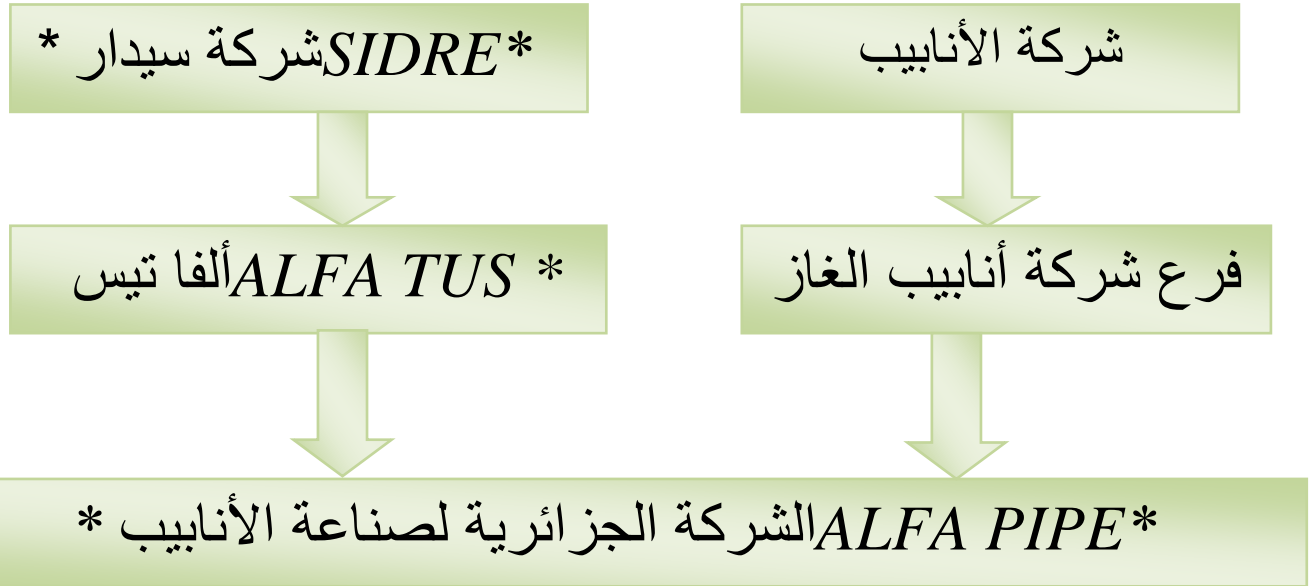 شركة الأنابيب
*SIDREشركة سيدار *
فرع شركة أنابيب الغاز
* ALFA TUSألفا تيس
*ALFA PIPEالشركة الجزائرية لصناعة الأنابيب *